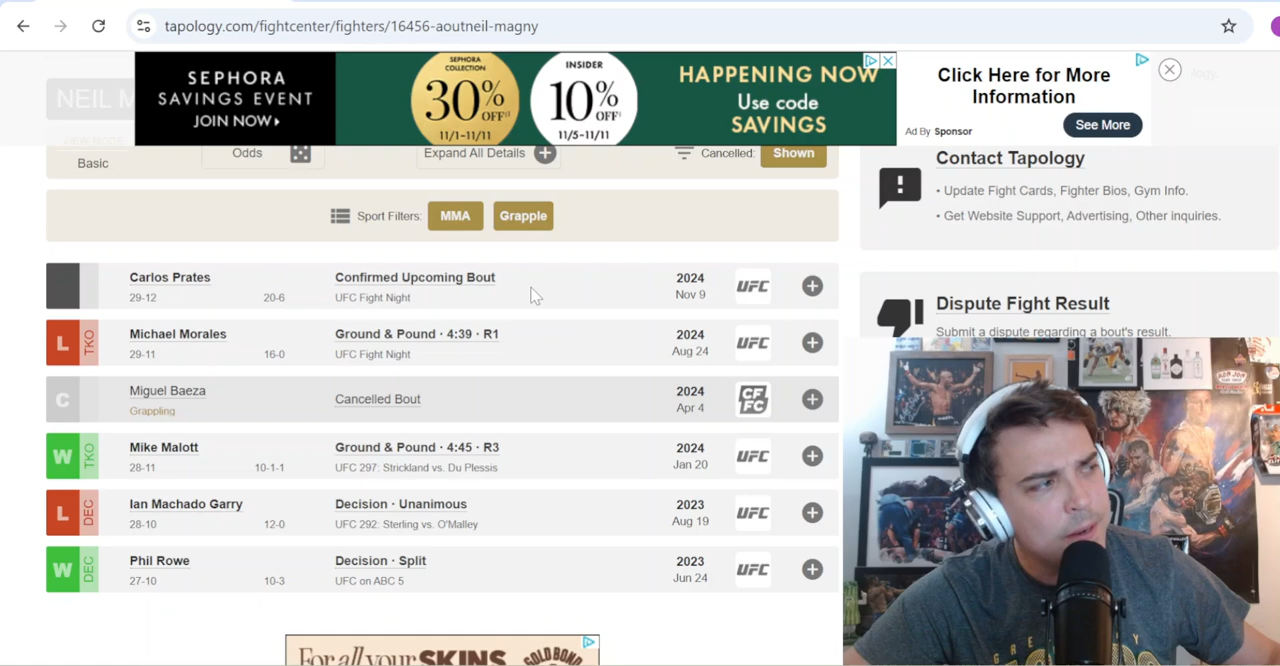 tapology.com/fightcenter/fighters/16456-aoutneil-magny
SEPHORA
SAVINGS EVENT
JOIN NOW
SEPHORA
COLLECTION
30% OFF
11/1-11/11
INSIDER
10% OFF
11/5-11/11
HAPPENING NOW
Use code
SAVINGS
Click Here for More
Information
Ad By Sponsor
See More
NEIL M
Basic
Odds
Expand All Details
Cancelled:
Shown
Sport Filters:
MMA
Grapple
Contact Tapology
• Update Fight Cards, Fighter Bios, Gym Info.
• Get Website Support, Advertising, Other inquiries.
Dispute Fight Result
Submit a dispute regarding a bout's result.
Carlos Prates
29-12
20-6
Confirmed Upcoming Bout
UFC Fight Night
2024
Nov 9
UFC
L
TKO
Michael Morales
29-11
16-0
Ground & Pound · 4:39 · R1
UFC Fight Night
2024
Aug 24
UFC
C
Miguel Baeza
Grappling
Cancelled Bout
2024
Apr 4
CFFC
W
TKO
Mike Malott
28-11
10-1-1
Ground & Pound · 4:45 · R3
UFC 297: Strickland vs. Du Plessis
2024
Jan 20
UFC
L
DEC
Ian Machado Garry
28-10
12-0
Decision · Unanimous
UFC 292: Sterling vs. O'Malley
2023
Aug 19
UFC
W
DEC
Phil Rowe
27-10
10-3
Decision · Split
UFC on ABC 5
2023
Jun 24
UFC
For all your SKINS
GOLD BOND